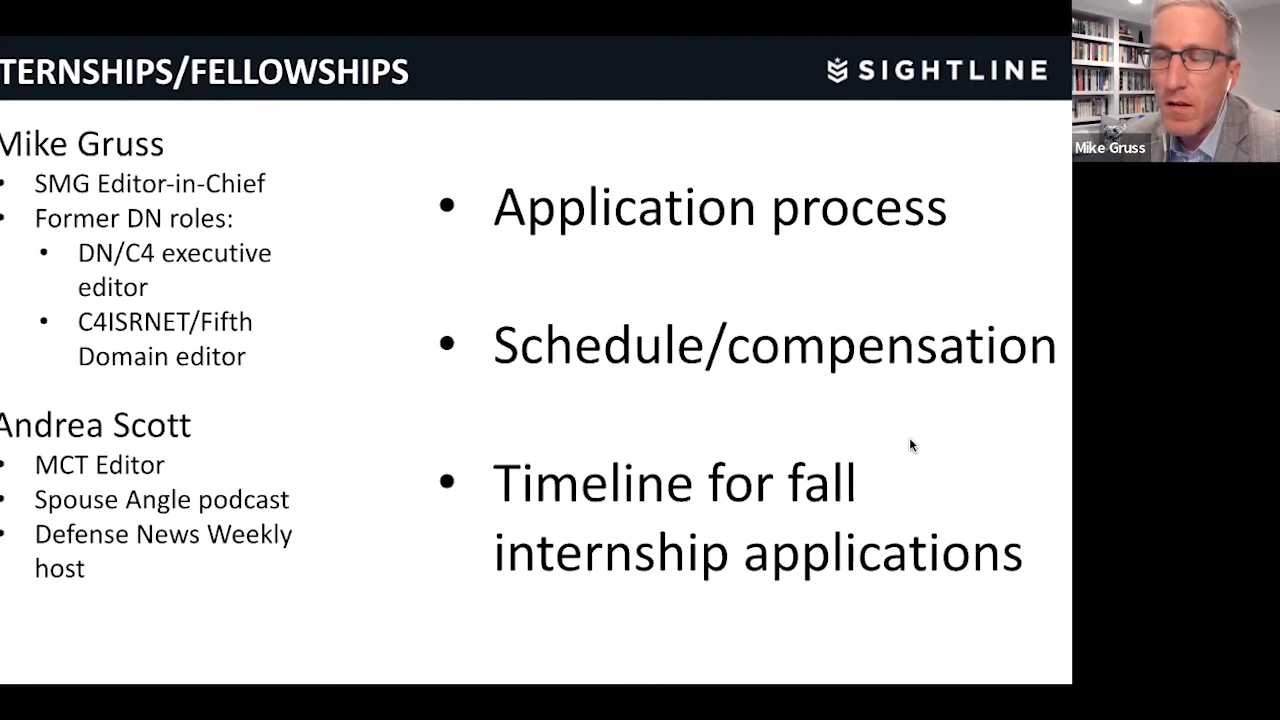 TERNSHIPS/FELLOWSHIPS
SIGHTLINE
Mike Gruss
• SMG Editor-in-Chief
• Former DN roles:
• DN/C4 executive
editor
• C4ISRNET/Fifth
Domain editor
Andrea Scott
• MCT Editor
• Spouse Angle podcast
• Defense News Weekly
host
• Application process
• Schedule/compensation
• Timeline for fall
internship applications
Mike Gruss